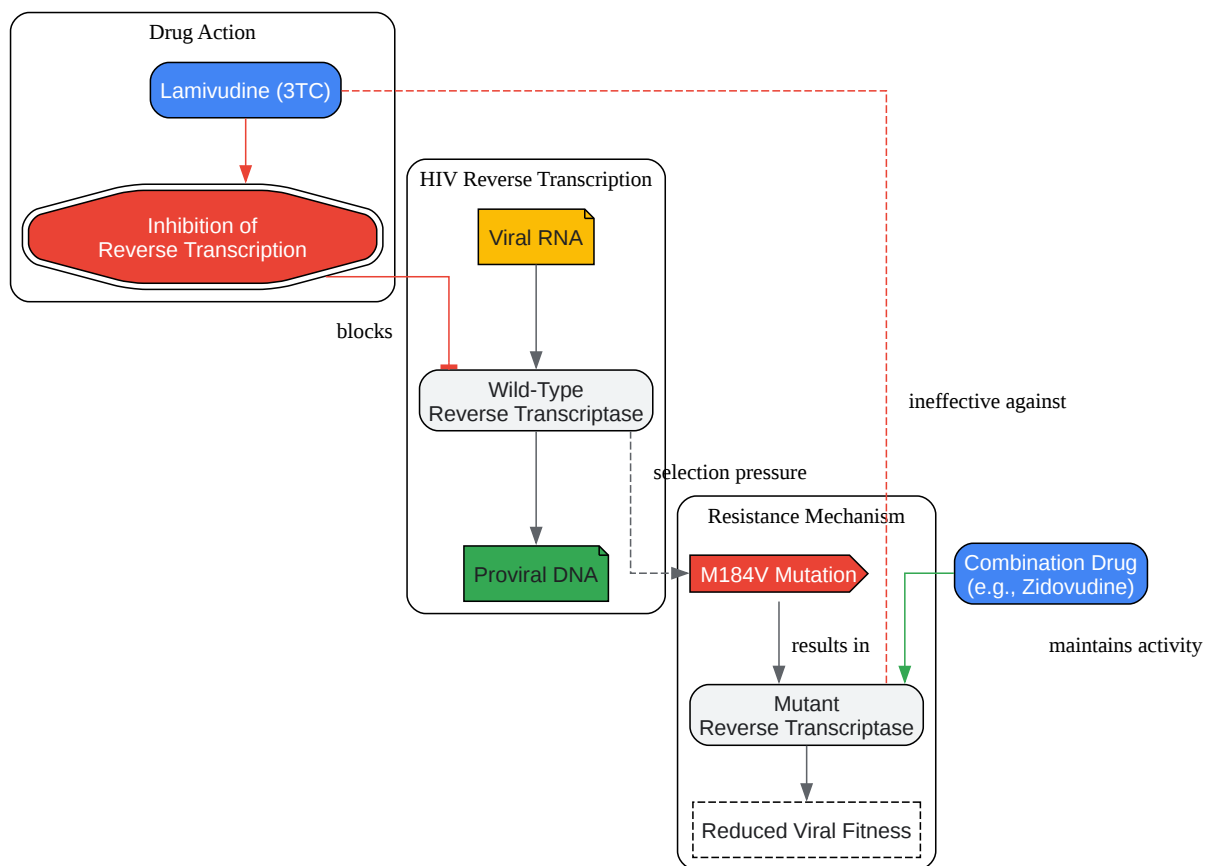 Drug Action
Lamivudine (3TC)
Inhibition of
Reverse Transcription
blocks
HIV Reverse Transcription
Viral RNA
Wild-Type
Reverse Transcriptase
Proviral DNA
selection pressure
ineffective against
Resistance Mechanism
M184V Mutation
results in
Mutant
Reverse Transcriptase
Reduced Viral Fitness
Combination Drug
(e.g., Zidovudine)
maintains activity